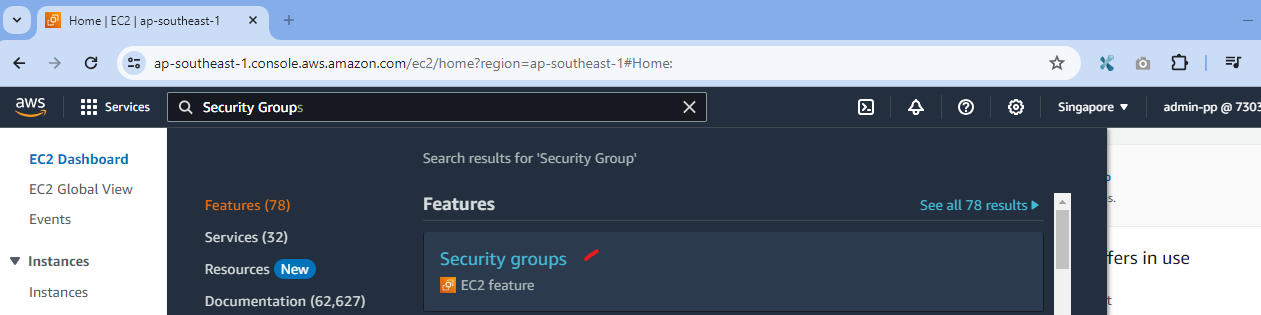 Home | EC2 | ap-southeast-1
ap-southeast-1.console.aws.amazon.com/ec2/home?region=ap-southeast-1#Home:
aws Services Security Groups Singapore admin-pp @ 7303
Search results for 'Security Group'
EC2 Dashboard
EC2 Global View
Events
Instances
Instances
Features (78)
Services (32)
Resources New
Documentation (62,627)
Features See all 78 results
Security groups
EC2 feature
s.
ffers in use
t